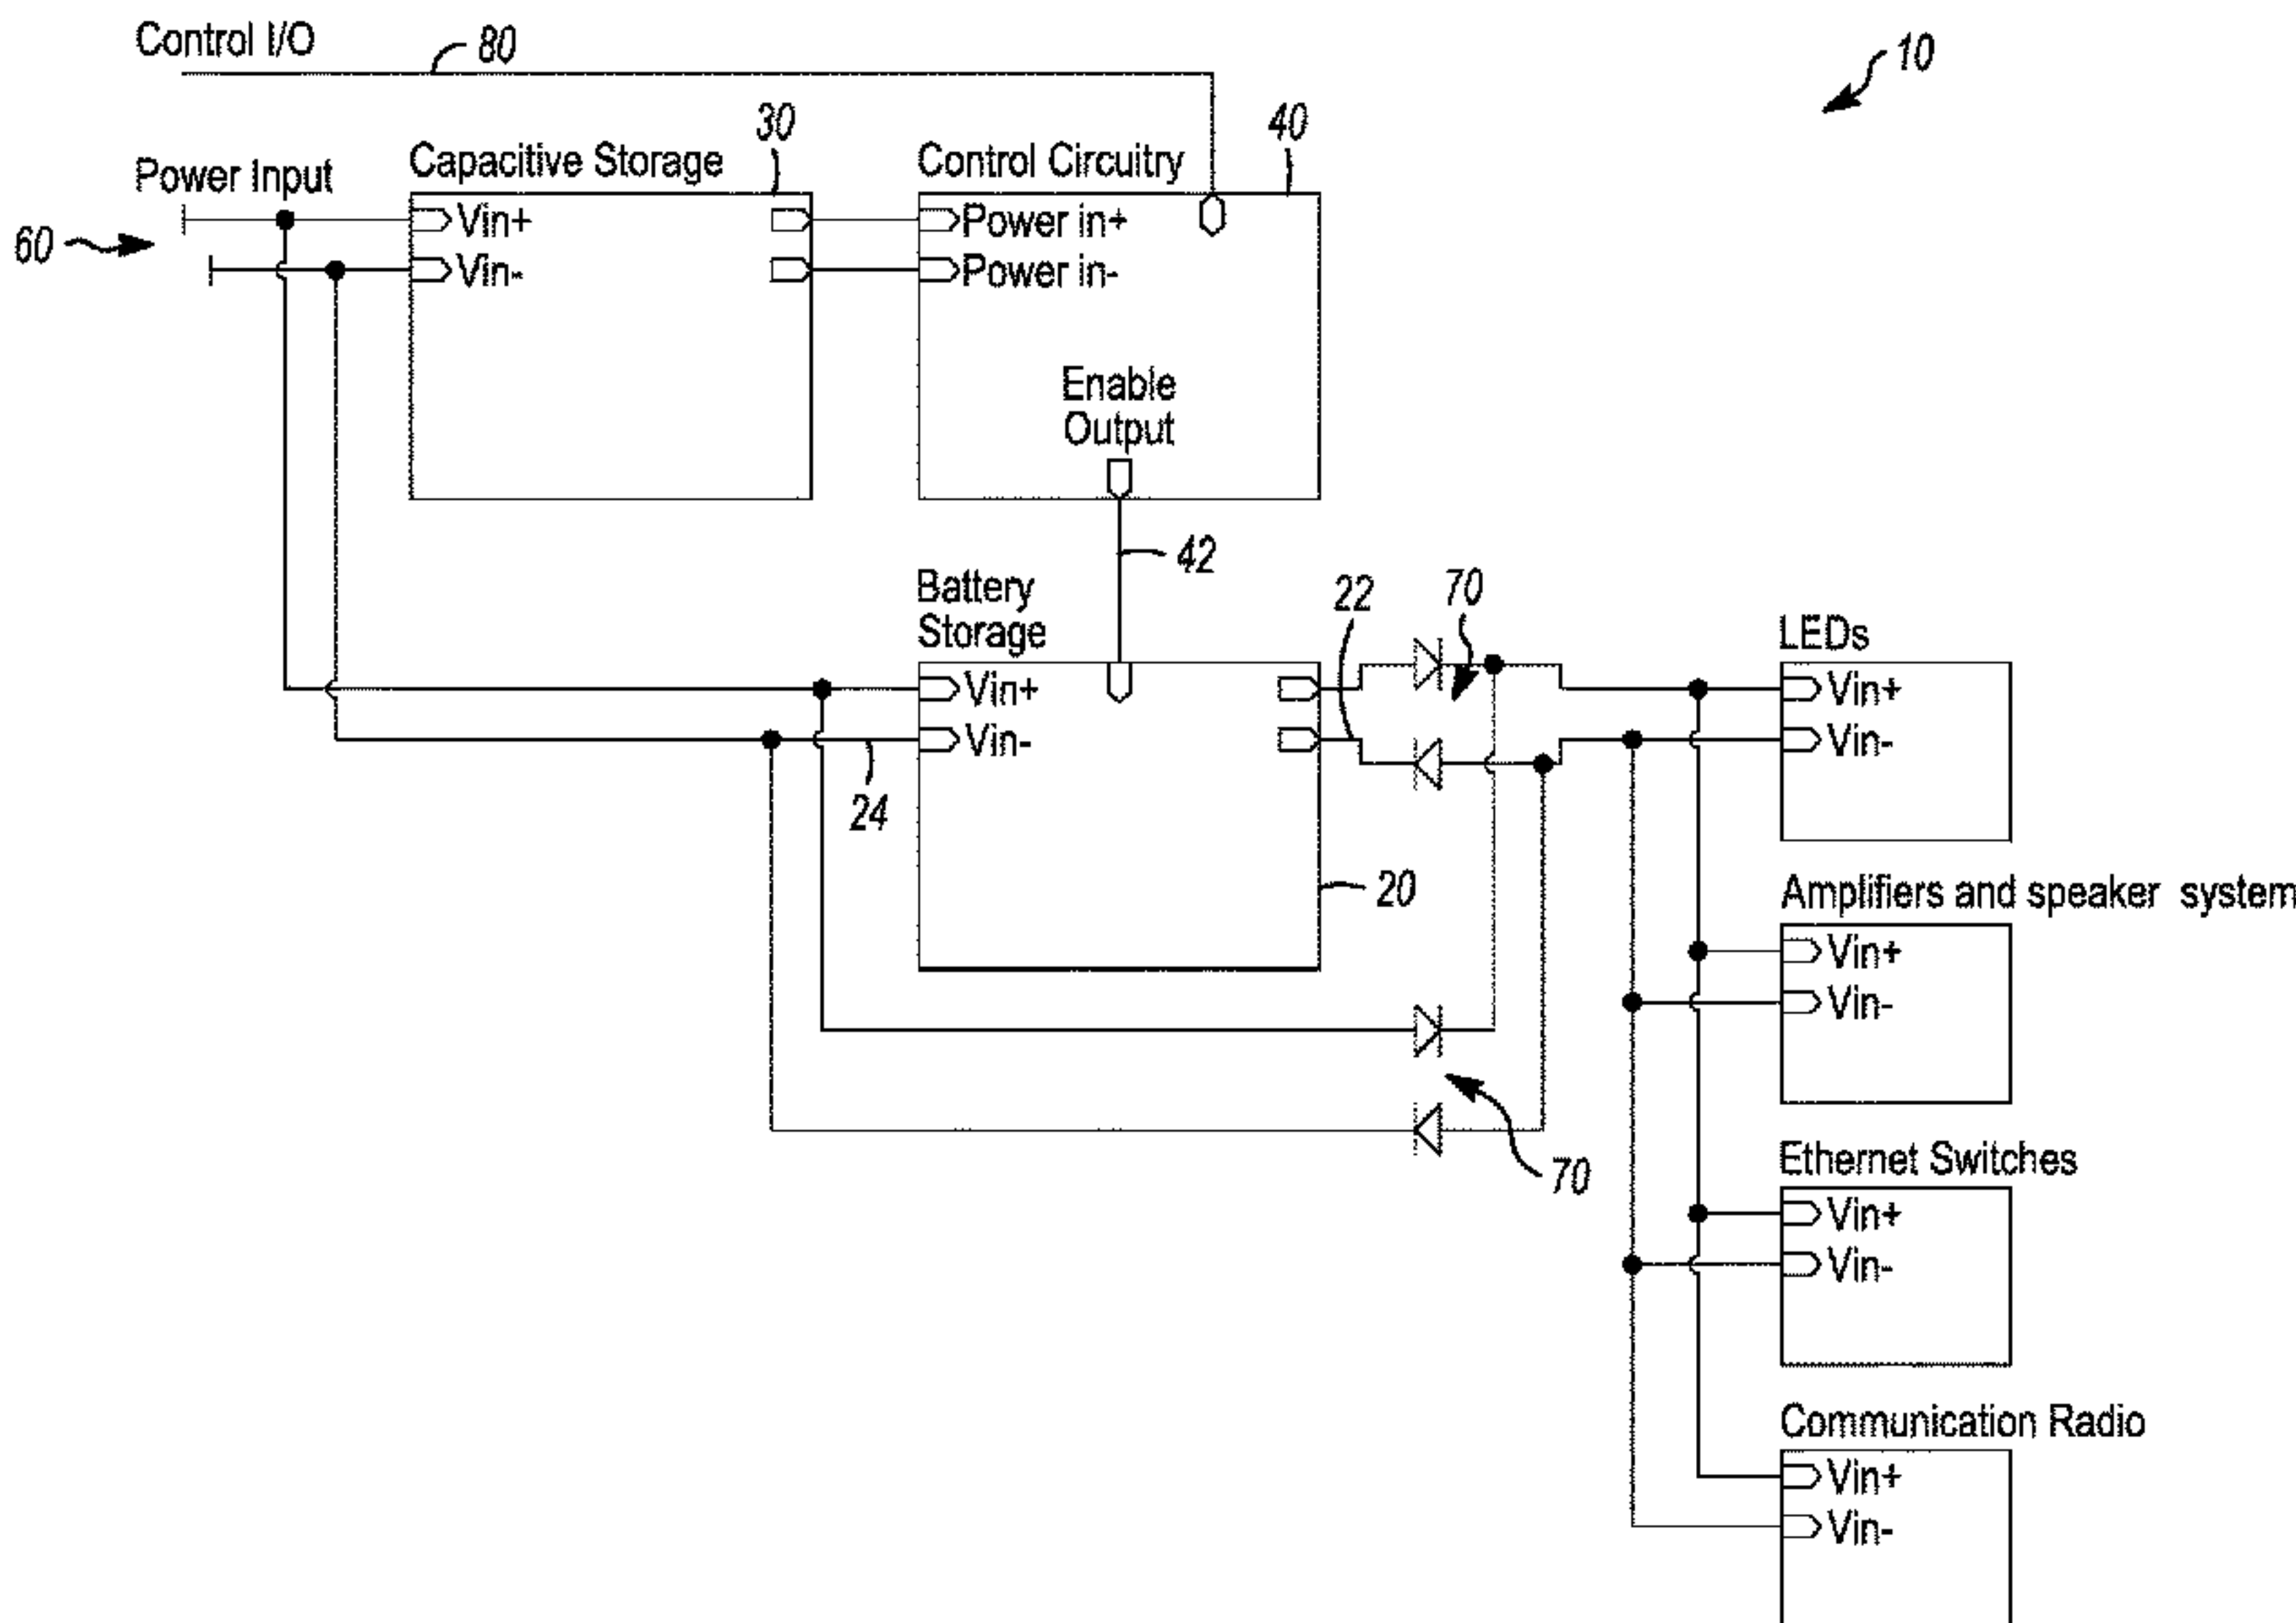 Control I/O
80
10
Power Input
60
Capacitive Storage
30
Vin+
Vin-
Control Circuitry
40
Power in+
Power in-
Enable
Output
42
Battery
Storage
Vin+
Vin-
24
20
22
70
70
LEDs
Vin+
Vin-
Amplifiers and speaker system
Vin+
Vin-
Ethernet Switches
Vin+
Vin-
Communication Radio
Vin+
Vin-